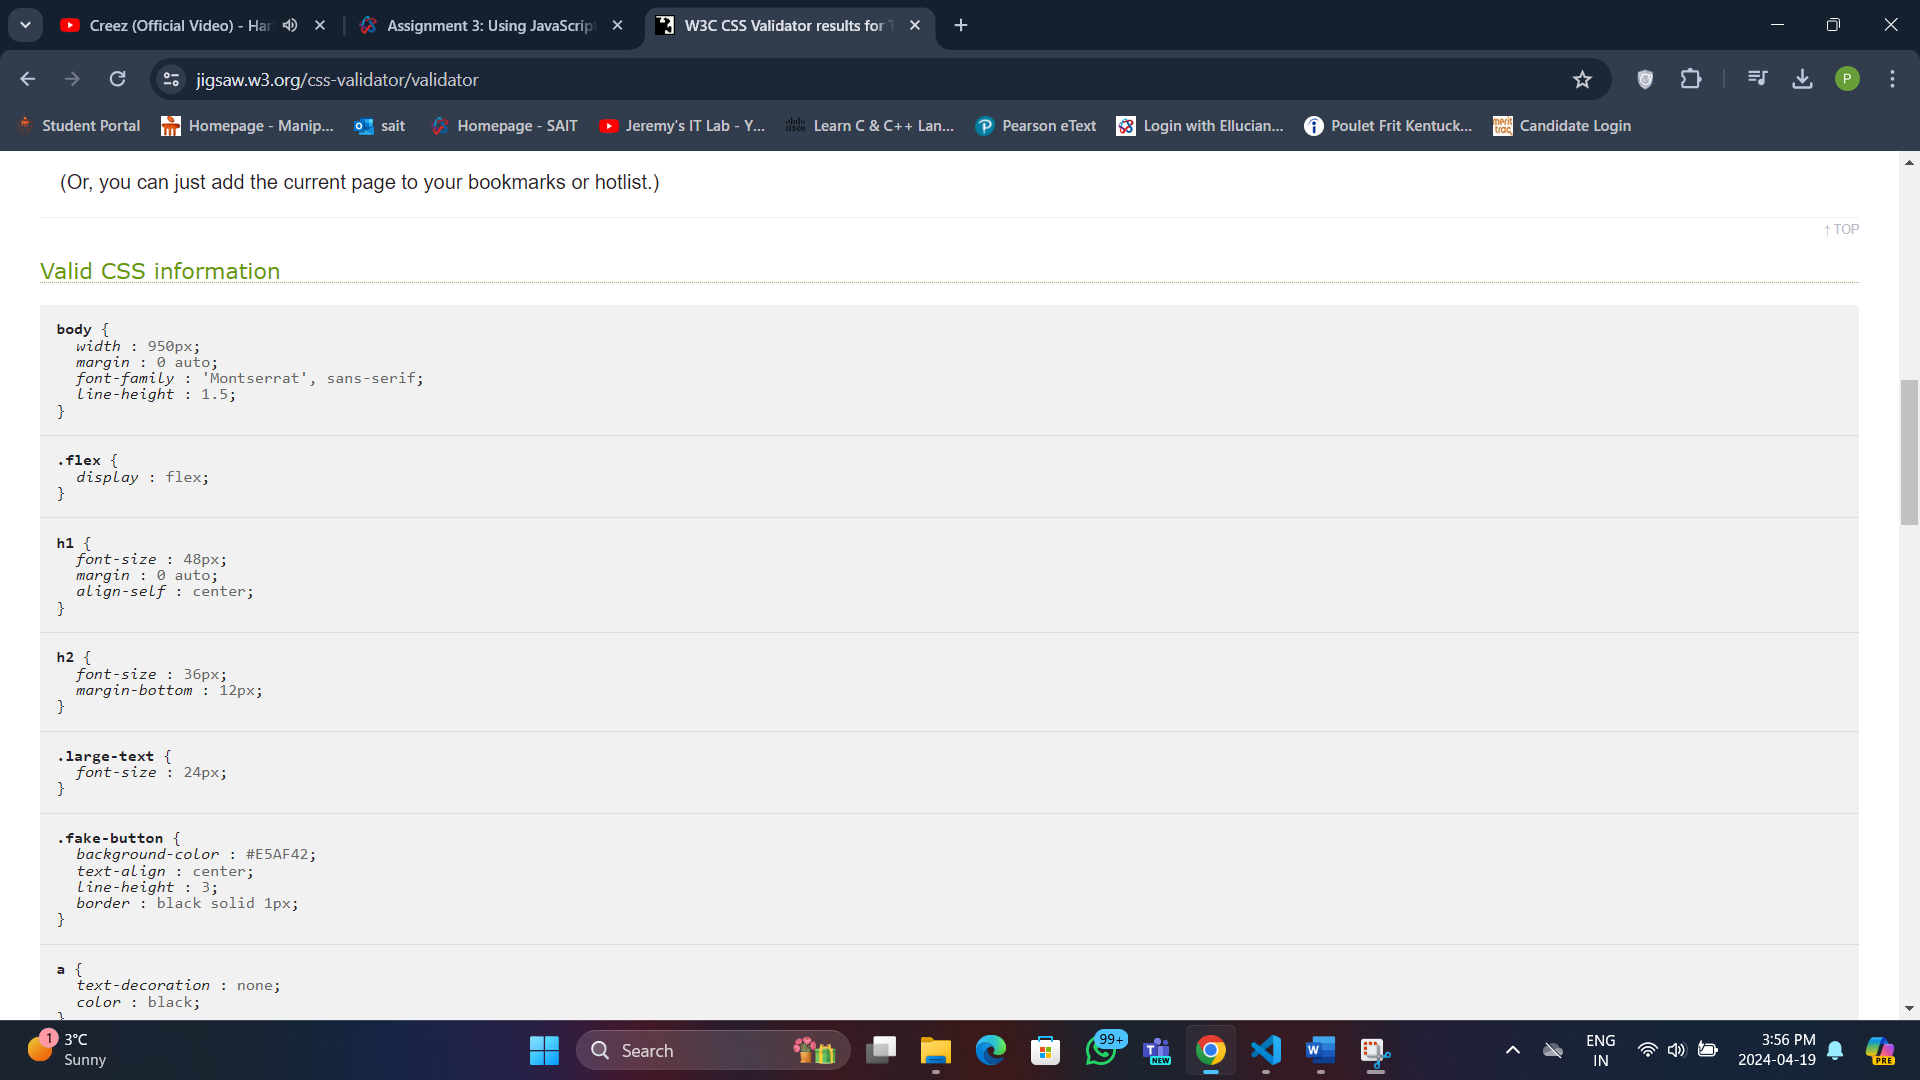 Creez (Official Video) - Har
Assignment 3: Using JavaScript
W3C CSS Validator results for T
jigsaw.w3.org/css-validator/validator
P
Student Portal
Homepage - Manip...
sait
Homepage - SAIT
Jeremy's IT Lab - Y...
Learn C & C++ Lan...
Pearson eText
Login with Ellucian...
Poulet Frit Kentuck...
Candidate Login
(Or, you can just add the current page to your bookmarks or hotlist.)
↑ TOP
Valid CSS information
body {
width : 950px;
margin : 0 auto;
font-family : 'Montserrat', sans-serif;
line-height : 1.5;
}
.flex {
display : flex;
}
h1 {
font-size : 48px;
margin : 0 auto;
align-self : center;
}
h2 {
font-size : 36px;
margin-bottom : 12px;
}
.large-text {
font-size : 24px;
}
.fake-button {
background-color : #E5AF42;
text-align : center;
line-height : 3;
border : black solid 1px;
}
a {
text-decoration : none;
color : black;
}
1
3°C
Sunny
Search
99+
NEW
ENG
IN
3:56 PM
2024-04-19
PRE